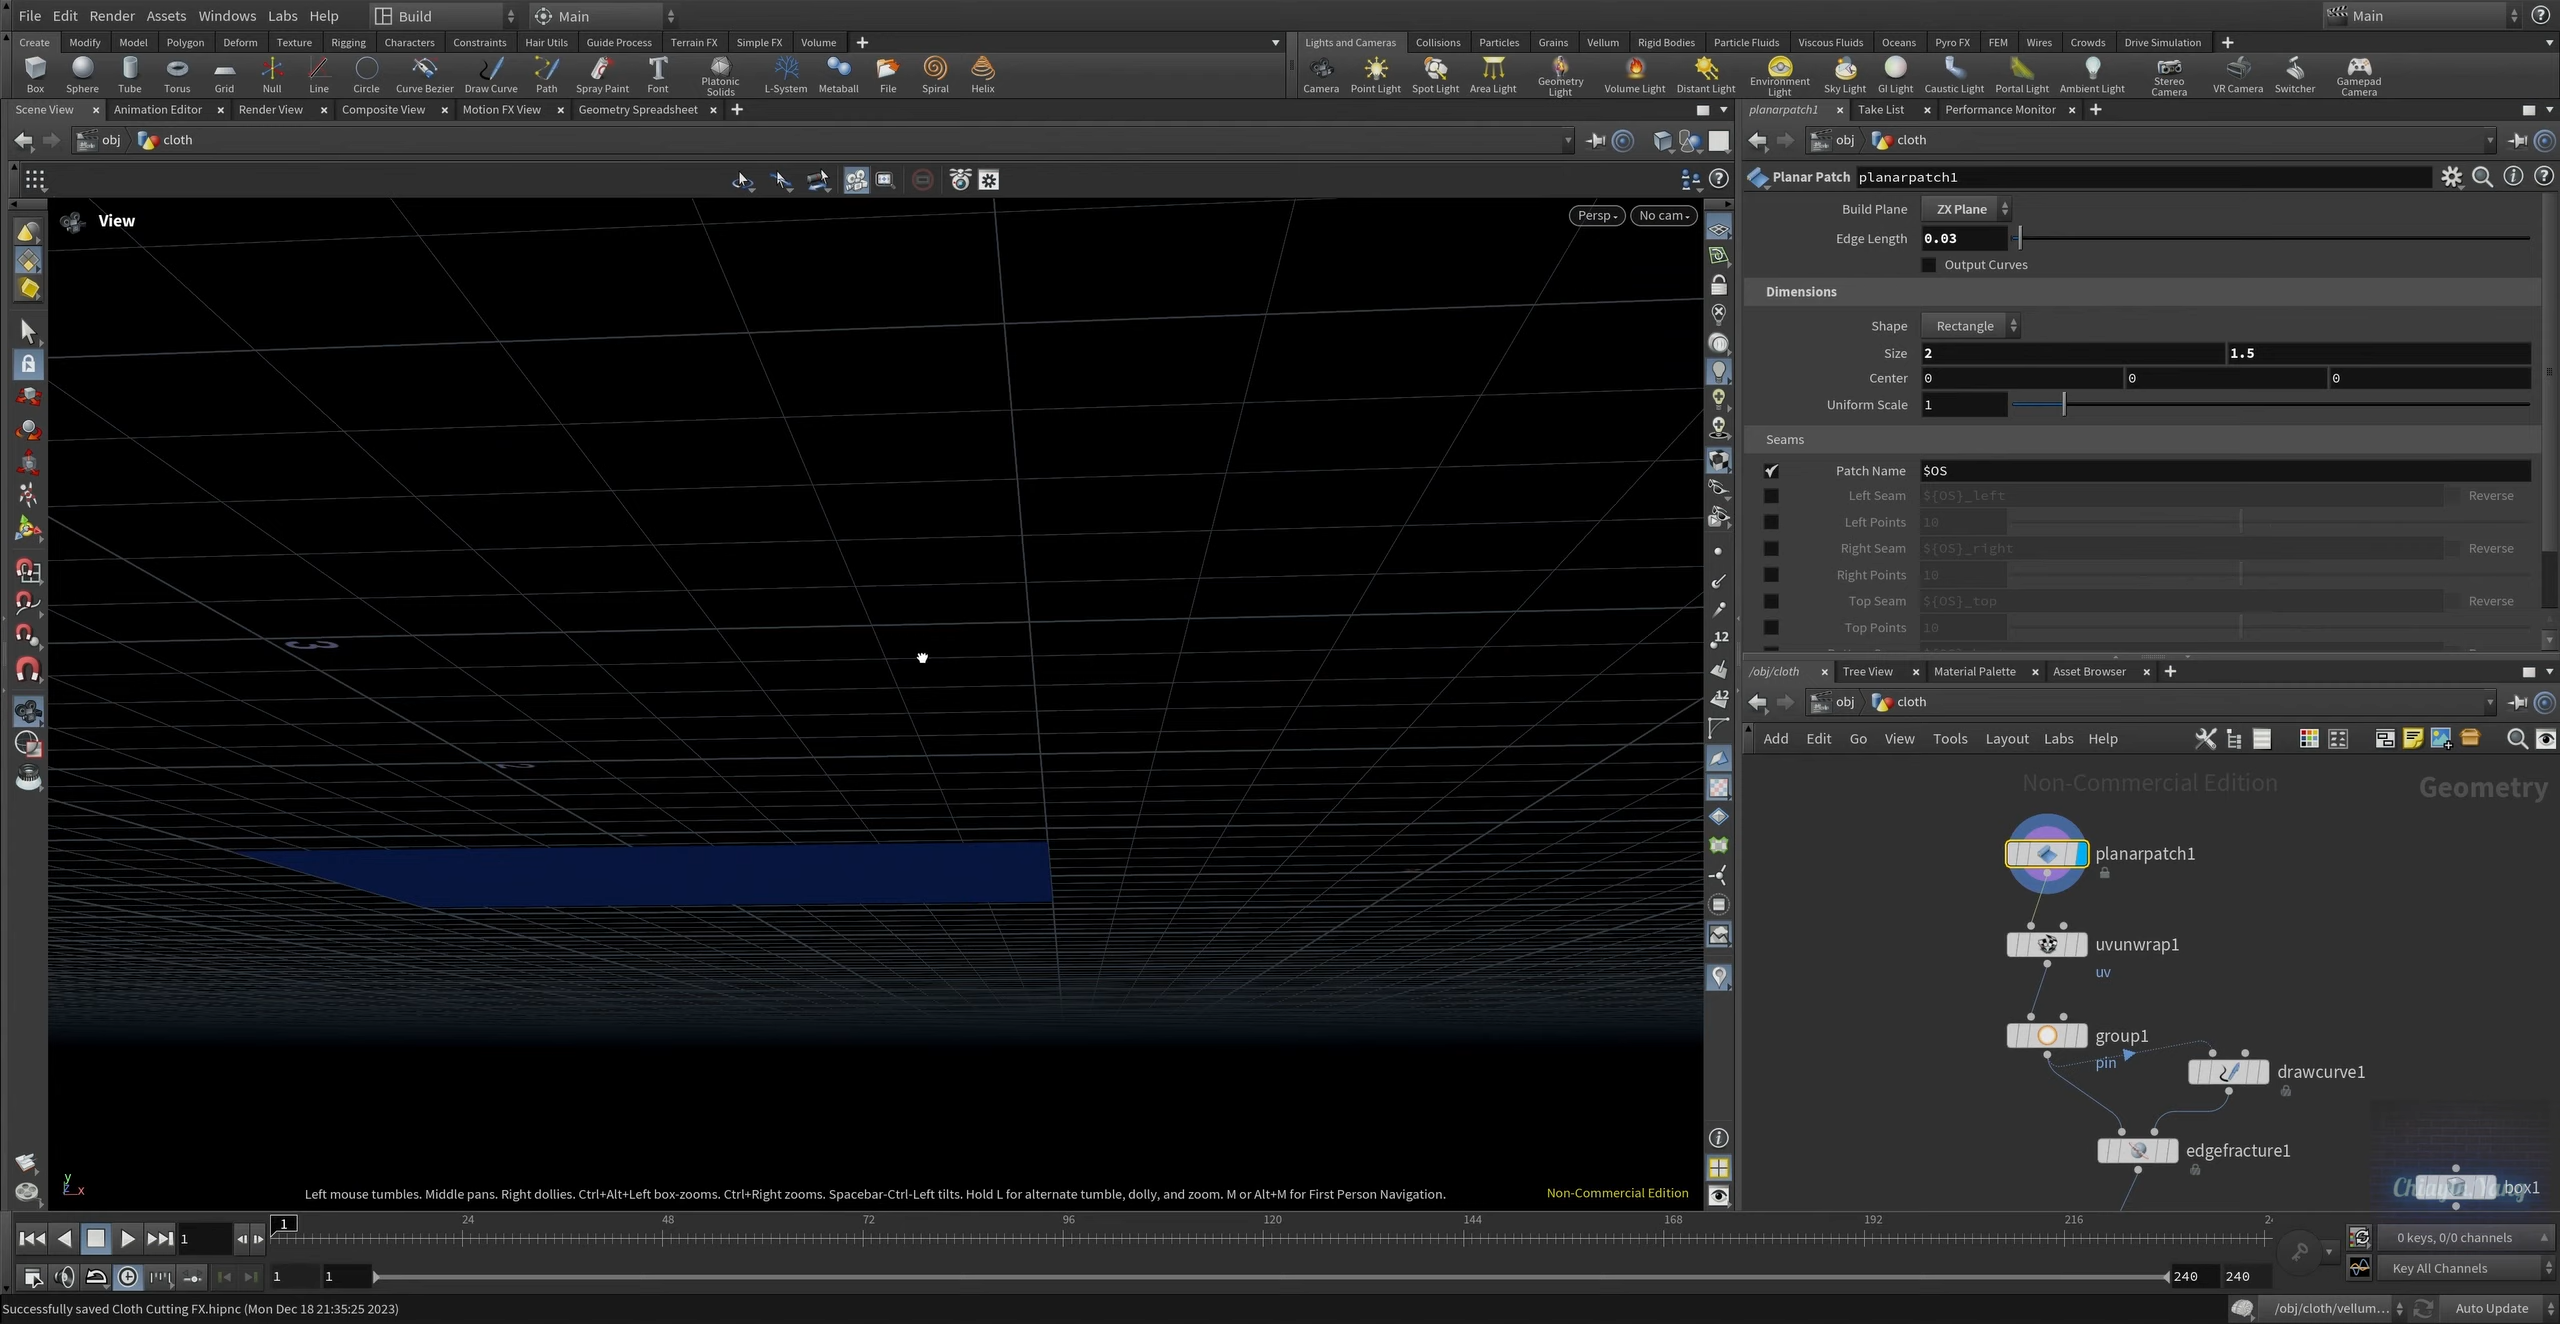 File Edit Render Assets Windows Labs Help Build Main Main
Create Modify Model Polygon Deform Texture Rigging Characters Constraints Hair Utils Guide Process Terrain FX Simple FX Volume
Lights and Cameras Collisions Particles Grains Vellum Rigid Bodies Particle Fluids Viscous Fluids Oceans Pyro FX FEM Wires Crowds Drive Simulation
Box Sphere Tube Torus Grid Null Line Circle Curve Bezier Draw Curve Path Spray Paint Font Platonic Solids L-System Metaball File Spiral Helix
Camera Point Light Spot Light Area Light Geometry Light Volume Light Distant Light Environment Light Sky Light GI Light Caustic Light Portal Light Ambient Light Stereo Camera VR Camera Switcher Gamepad Camera
Scene View Animation Editor Render View Composite View Motion FX View Geometry Spreadsheet
planarpatch1 Take List Performance Monitor
obj cloth
obj cloth
Planar Patch planarpatch1
View
Persp No cam
Build Plane ZX Plane
Edge Length 0.03
Output Curves
Dimensions
Shape Rectangle
Size 2 1.5
Center 0 0 0
Uniform Scale 1
Seams
Patch Name $OS
Left Seam ${OS}_left Reverse
Left Points 10
Right Seam ${OS}_right Reverse
Right Points 10
Top Seam ${OS}_top Reverse
Top Points 10
12
12
3
2
/obj/cloth Tree View Material Palette Asset Browser
obj cloth
Add Edit Go View Tools Layout Labs Help
Non-Commercial Edition Geometry
planarpatch1
uvunwrap1
uv
group1
pin
drawcurve1
edgefracture1
box1
y
z x
Left mouse tumbles. Middle pans. Right dollies. Ctrl+Alt+Left box-zooms. Ctrl+Right zooms. Spacebar-Ctrl-Left tilts. Hold L for alternate tumble, dolly, and zoom. M or Alt+M for First Person Navigation.
Non-Commercial Edition
1 1 24 48 72 96 120 144 168 192 216
0 keys, 0/0 channels
1 1 240 240
Key All Channels
Successfully saved Cloth Cutting FX.hipnc (Mon Dec 18 21:35:25 2023)
/obj/cloth/vellum... Auto Update